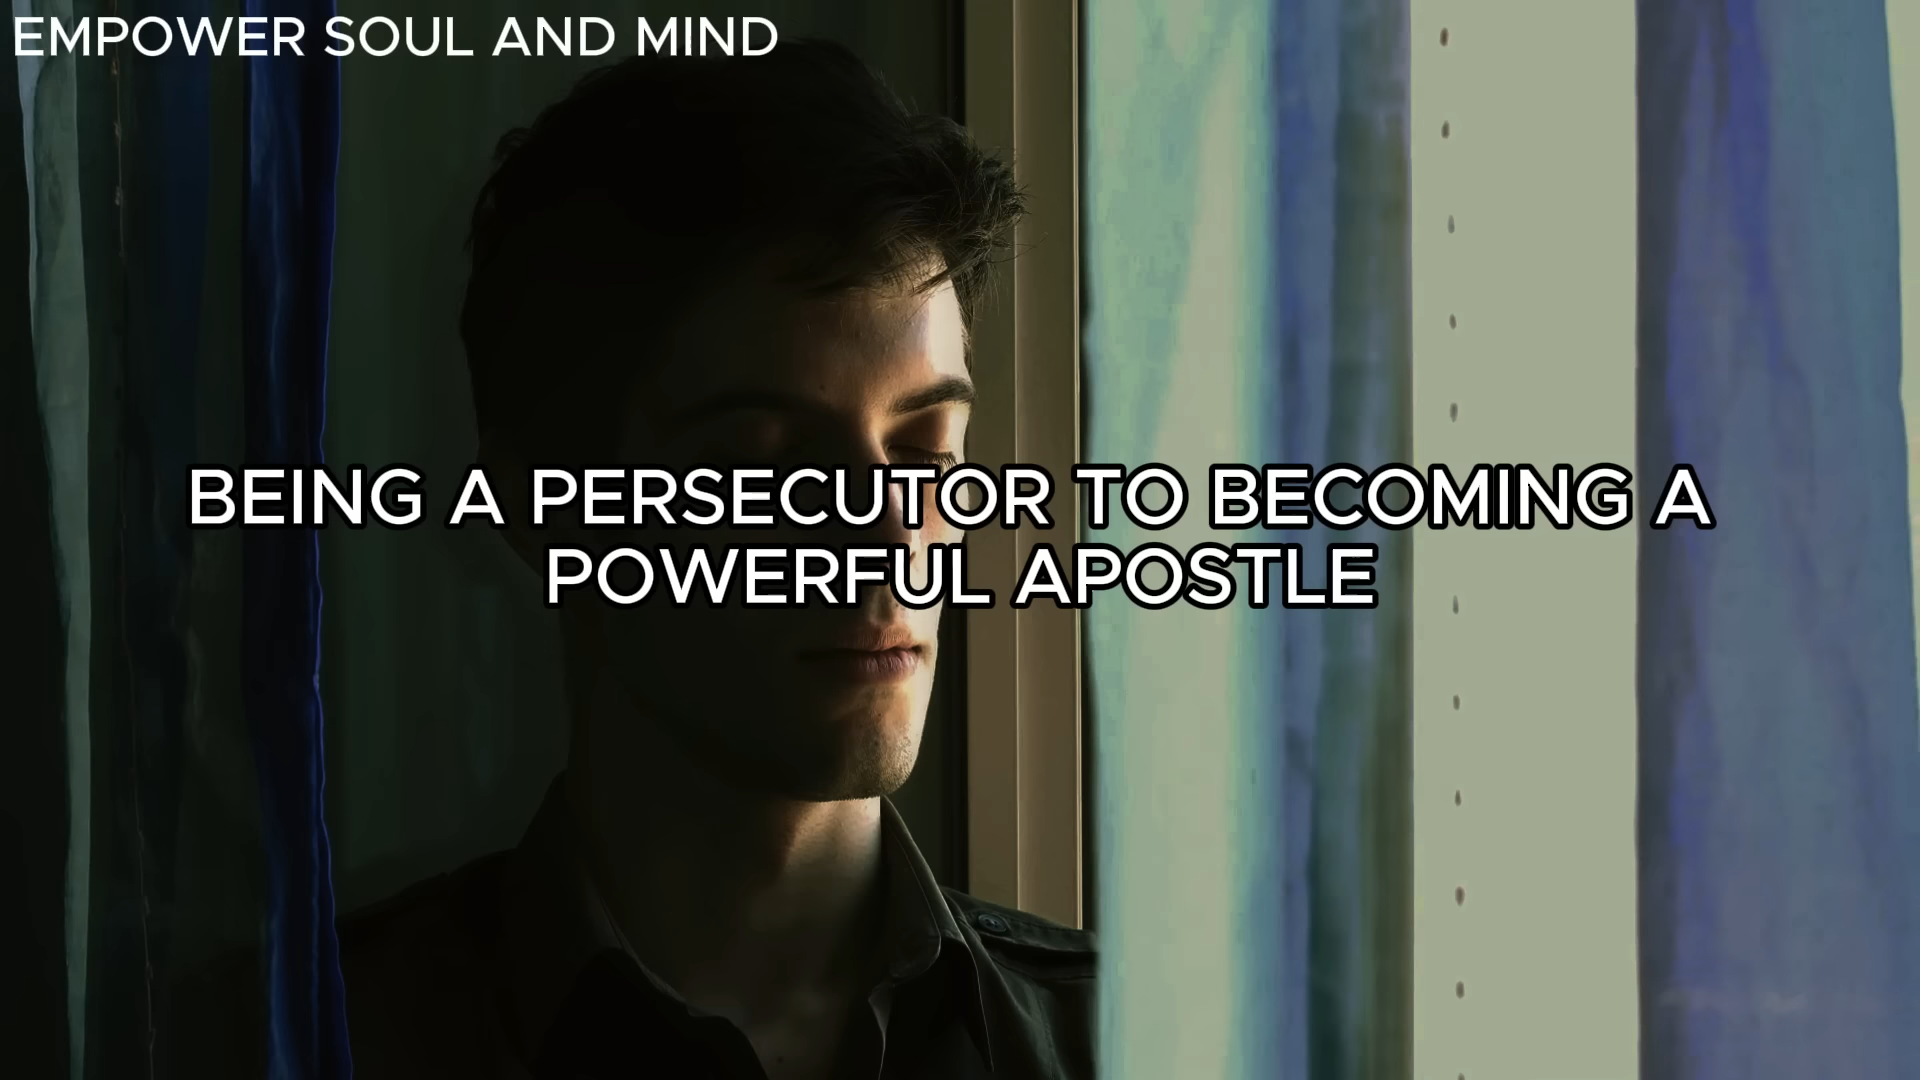 EMPOWER SOUL AND MIND
BEING A PERSECUTOR TO BECOMING A
POWERFUL APOSTLE